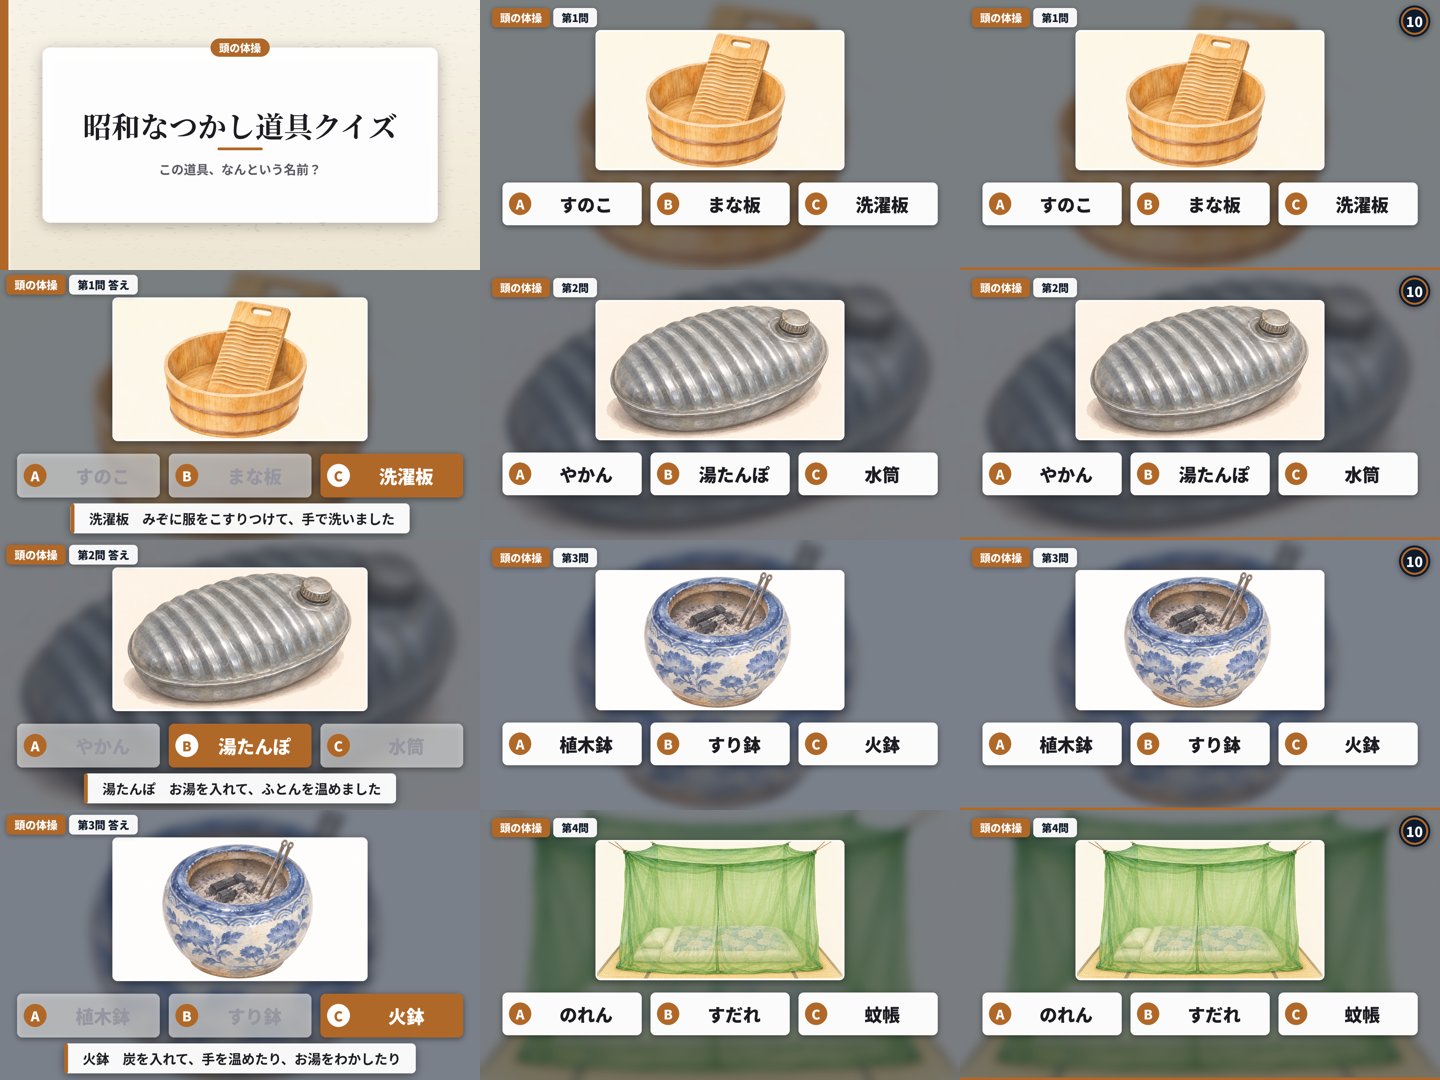 頭の体操
昭和なつかし道具クイズ
この道具、なんという名前？
頭の体操 第1問
A すのこ B まな板 C 洗濯板
頭の体操 第1問 10
A すのこ B まな板 C 洗濯板
頭の体操 第1問 答え
A すのこ B まな板 C 洗濯板
洗濯板 みぞに服をこすりつけて、手で洗いました
頭の体操 第2問
A やかん B 湯たんぽ C 水筒
頭の体操 第2問 10
A やかん B 湯たんぽ C 水筒
頭の体操 第2問 答え
A やかん B 湯たんぽ C 水筒
湯たんぽ お湯を入れて、ふとんを温めました
頭の体操 第3問
A 植木鉢 B すり鉢 C 火鉢
頭の体操 第3問 10
A 植木鉢 B すり鉢 C 火鉢
頭の体操 第3問 答え
A 植木鉢 B すり鉢 C 火鉢
火鉢 炭を入れて、手を温めたり、お湯をわかしたり
頭の体操 第4問
A のれん B すだれ C 蚊帳
頭の体操 第4問 10
A のれん B すだれ C 蚊帳